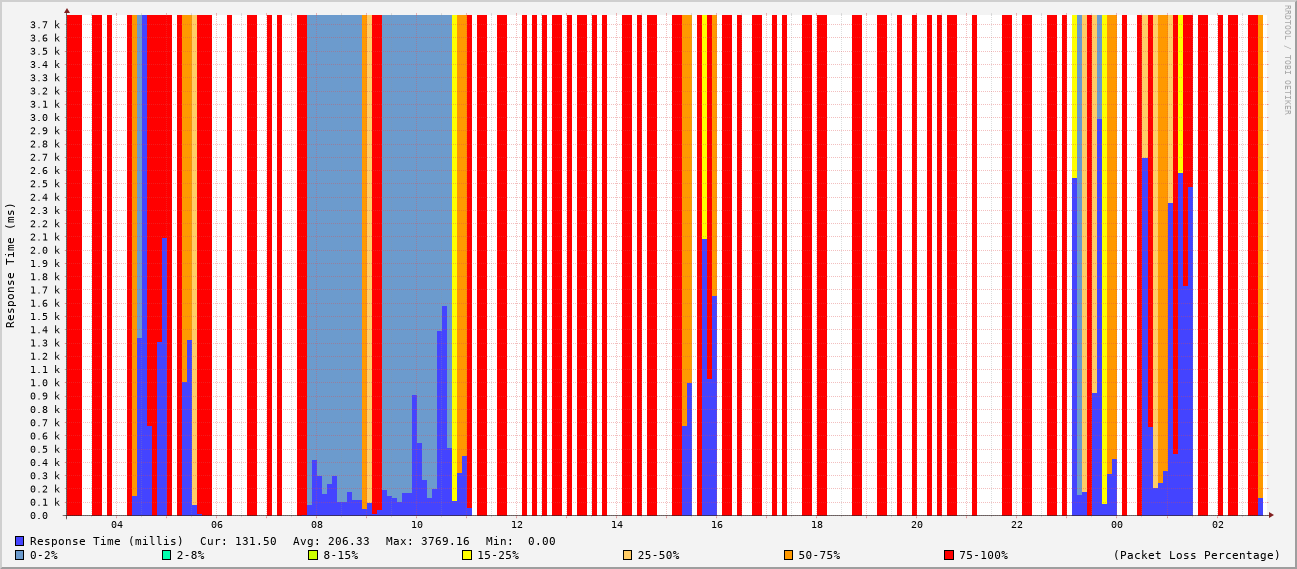 RRDTOOL / TOBI OETIKER
Response Time (ms)
3.7 k
3.6 k
3.5 k
3.4 k
3.3 k
3.2 k
3.1 k
3.0 k
2.9 k
2.8 k
2.7 k
2.6 k
2.5 k
2.4 k
2.3 k
2.2 k
2.1 k
2.0 k
1.9 k
1.8 k
1.7 k
1.6 k
1.5 k
1.4 k
1.3 k
1.2 k
1.1 k
1.0 k
0.9 k
0.8 k
0.7 k
0.6 k
0.5 k
0.4 k
0.3 k
0.2 k
0.1 k
0.0
04 06 08 10 12 14 16 18 20 22 00 02
Response Time (millis) Cur: 131.50 Avg: 206.33 Max: 3769.16 Min: 0.00
0-2% 2-8% 8-15% 15-25% 25-50% 50-75% 75-100% (Packet Loss Percentage)